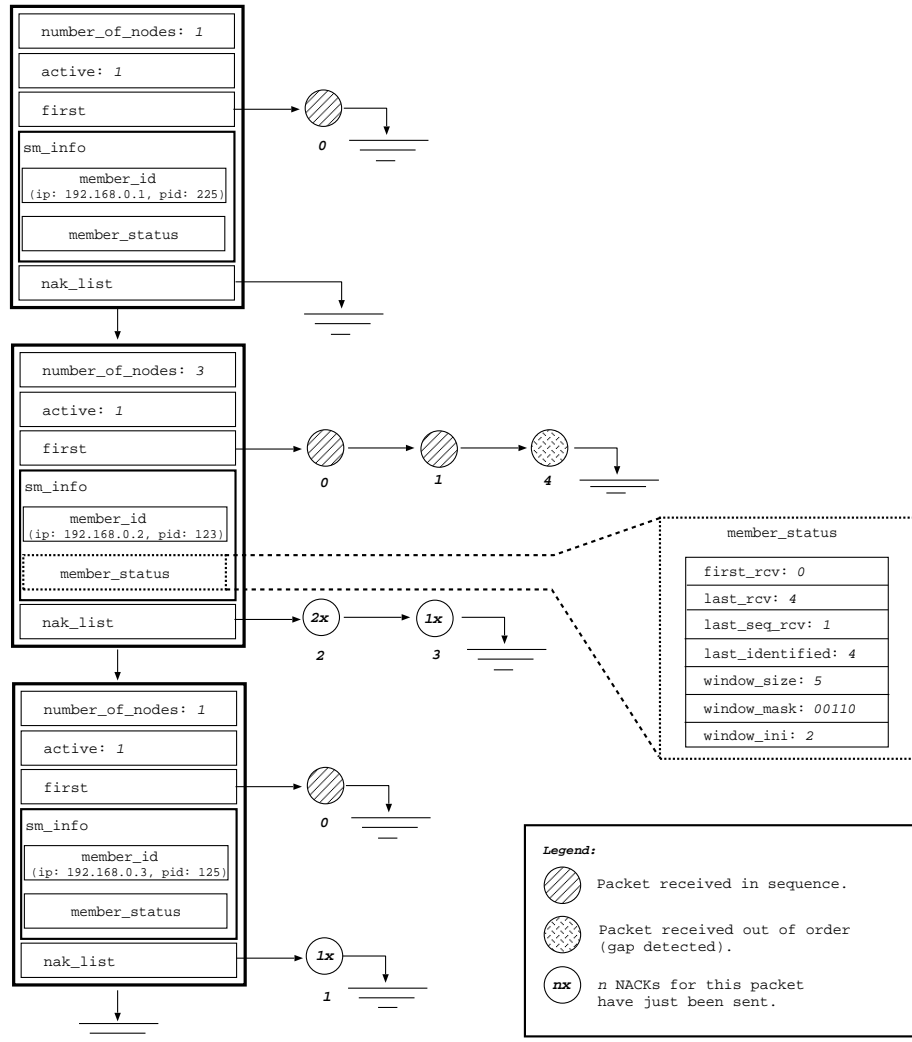 number_of_nodes: 1
active: 1
first
0
sm_info
member_id
(ip: 192.168.0.1, pid: 225)
member_status
nak_list
number_of_nodes: 3
active: 1
first
0
1
4
sm_info
member_id
(ip: 192.168.0.2, pid: 123)
member_status
nak_list
2x
1x
2
3
member_status
first_rcv: 0
last_rcv: 4
last_seq_rcv: 1
last_identified: 4
window_size: 5
window_mask: 00110
window_ini: 2
number_of_nodes: 1
active: 1
first
0
sm_info
member_id
(ip: 192.168.0.3, pid: 125)
member_status
nak_list
1x
1
Legend:
Packet received in sequence.
Packet received out of order
(gap detected).
nx
n NACKs for this packet
have just been sent.